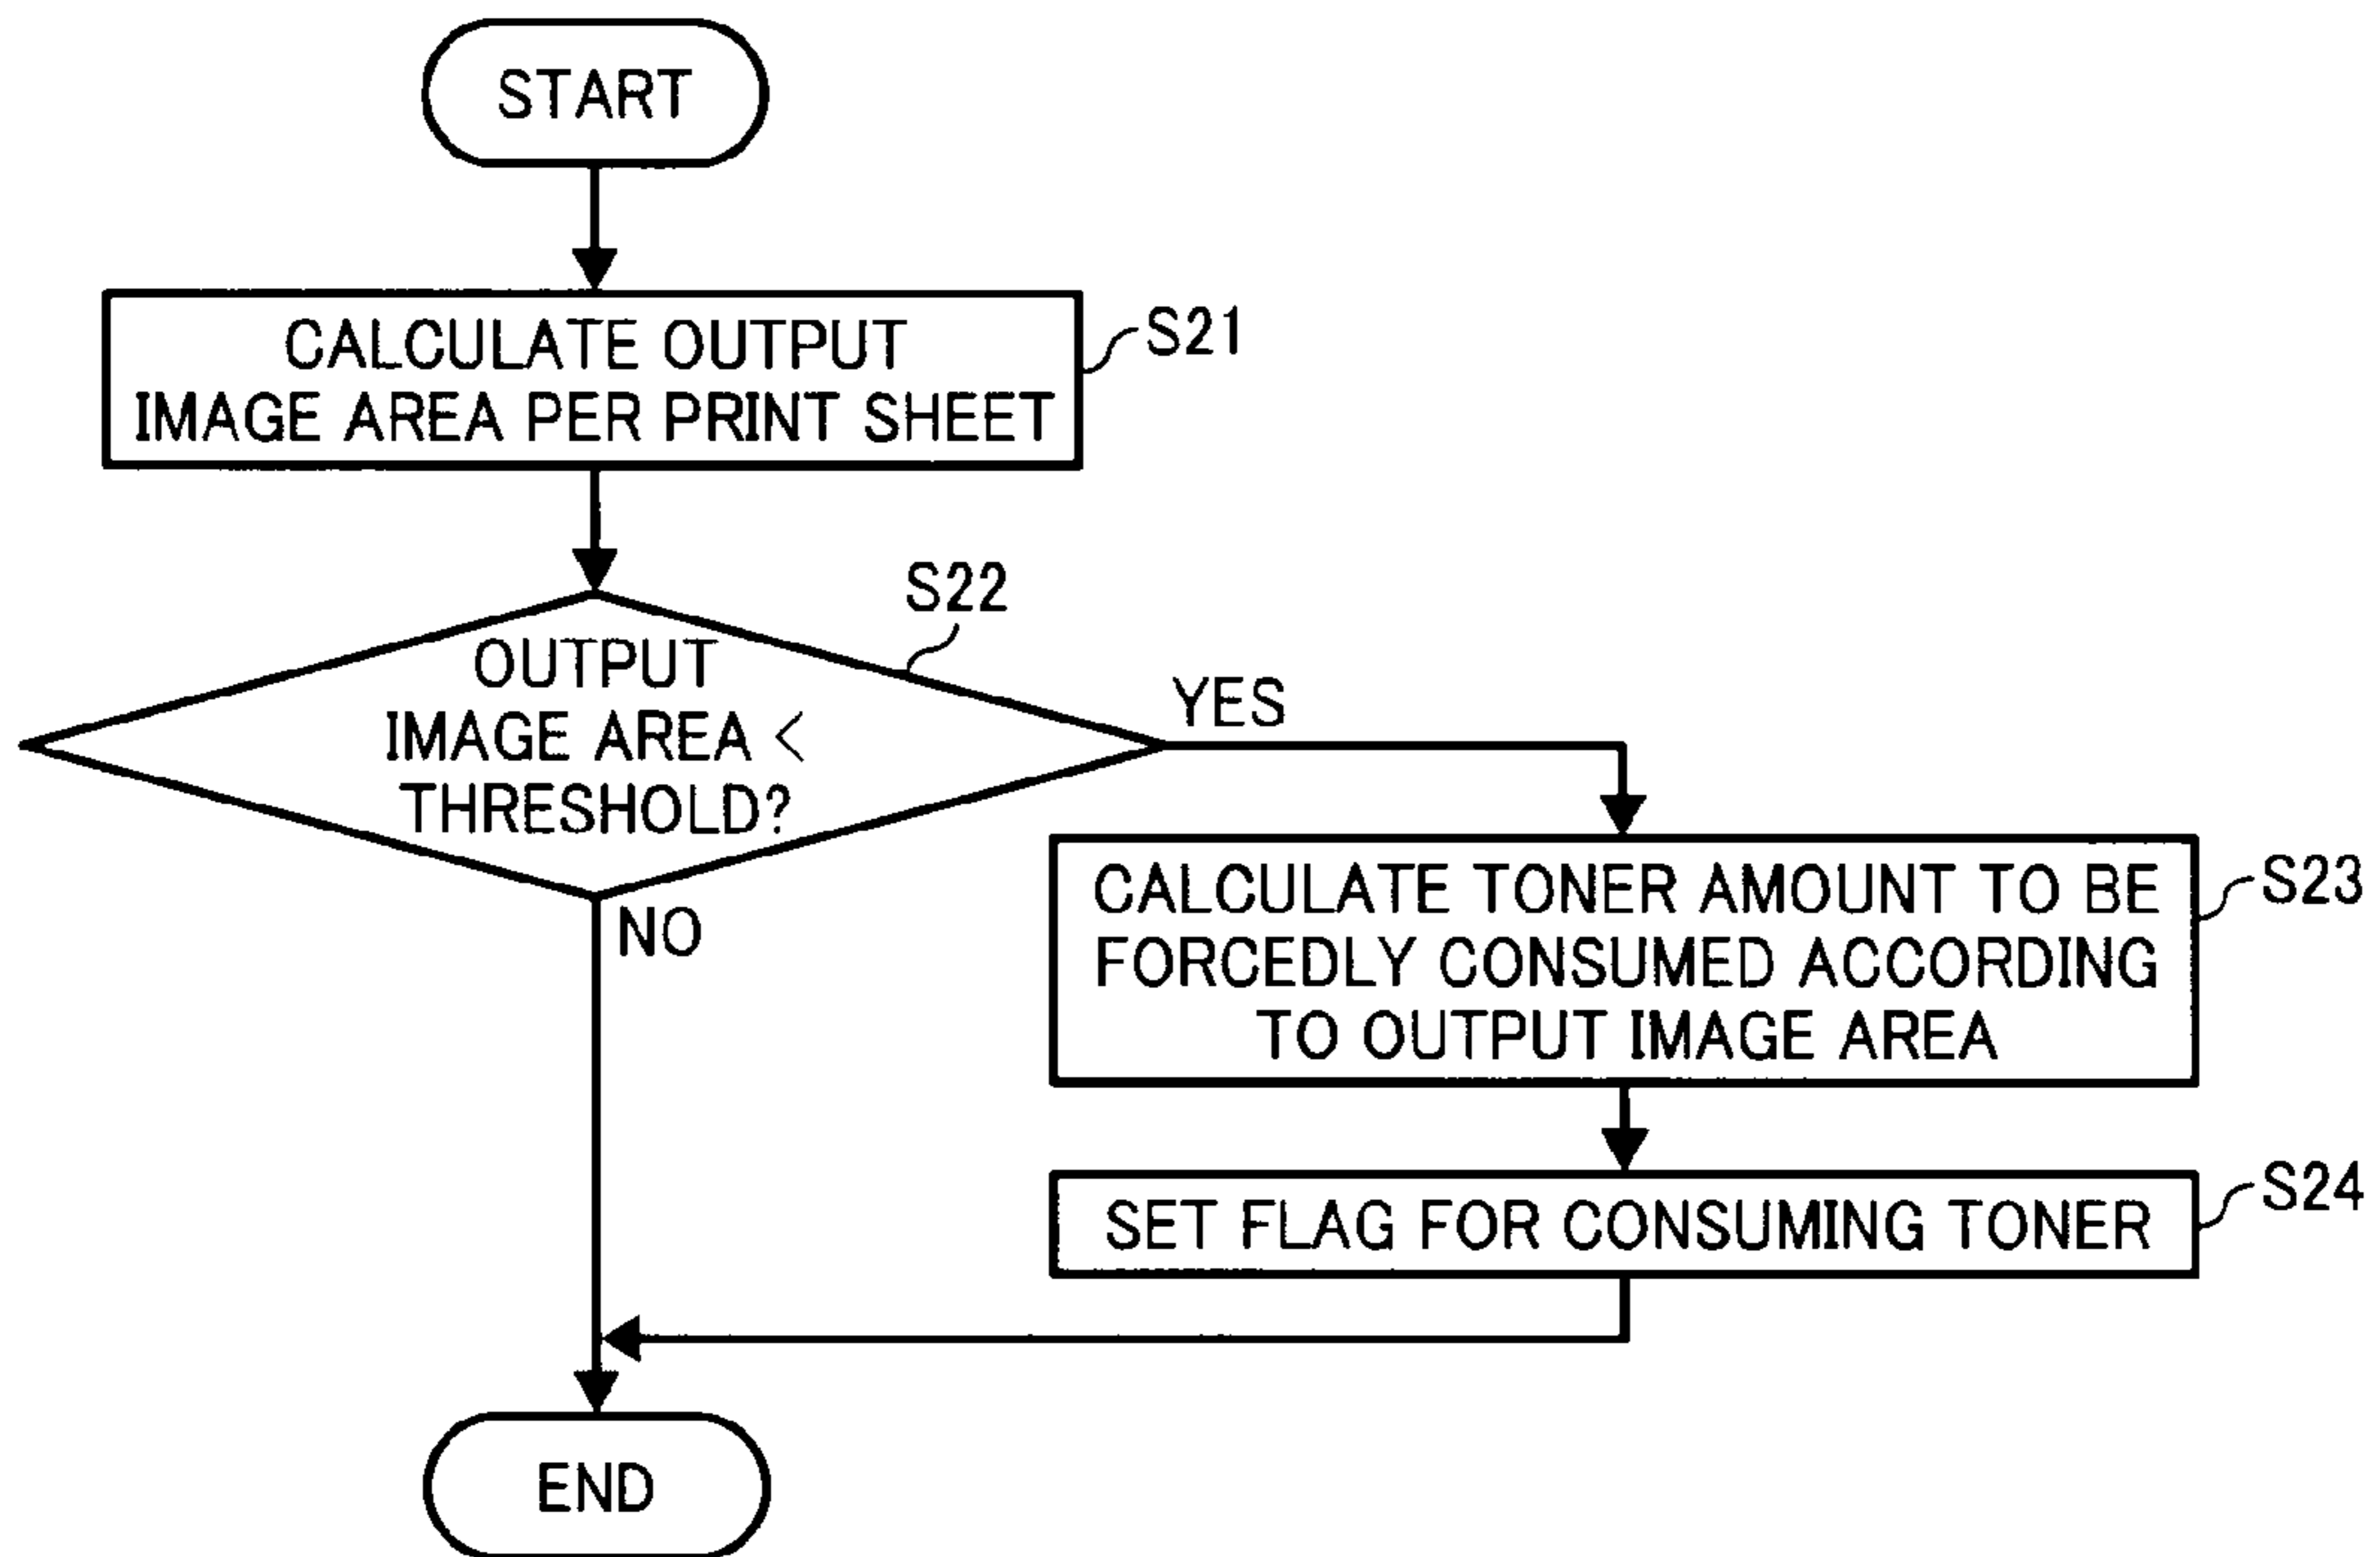 START
CALCULATE OUTPUT
IMAGE AREA PER PRINT SHEET
S21
S22
OUTPUT
IMAGE AREA <
THRESHOLD?
YES
NO
CALCULATE TONER AMOUNT TO BE
FORCEDLY CONSUMED ACCORDING
TO OUTPUT IMAGE AREA
S23
SET FLAG FOR CONSUMING TONER
S24
END